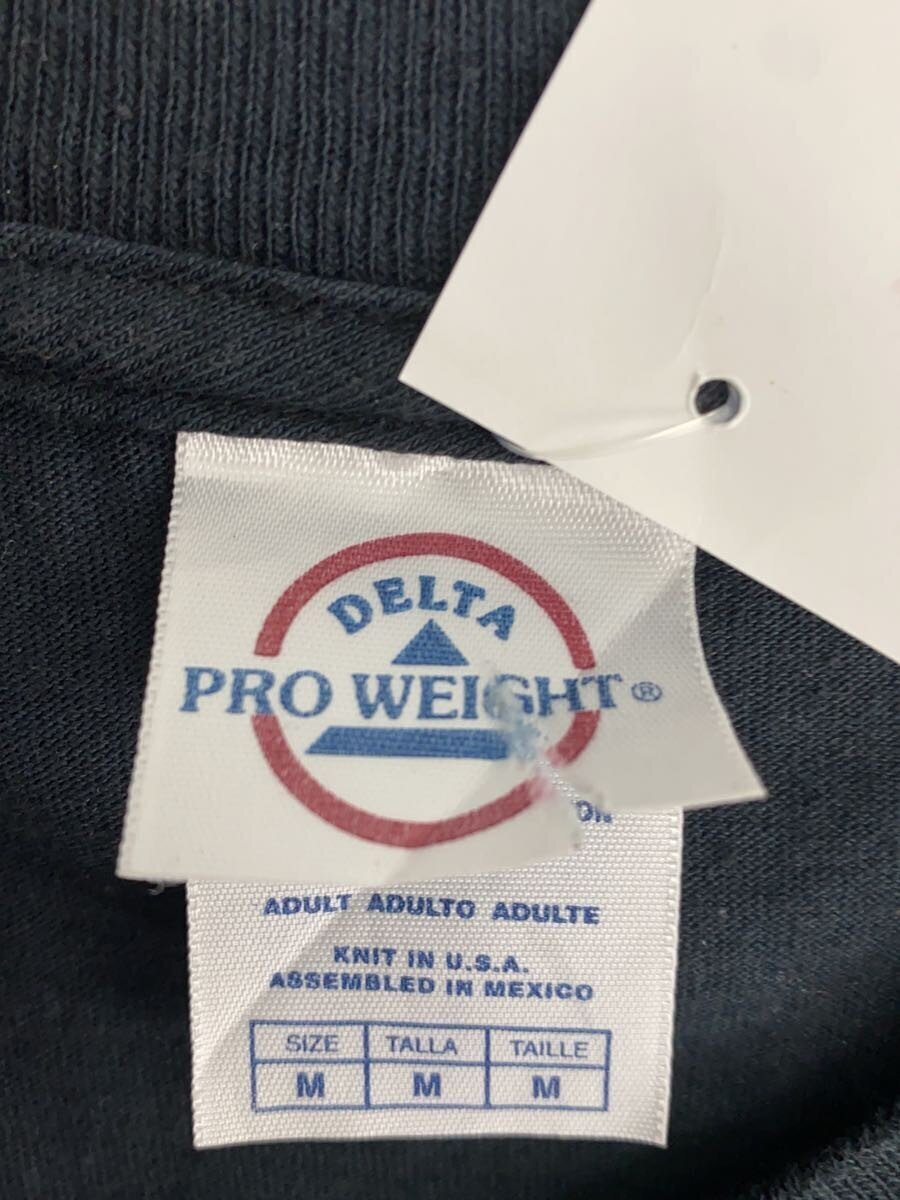 DELTA
PRO WEIGHT®
ADULT ADULTO ADULTE
KNIT IN U.S.A.
ASSEMBLED IN MEXICO
SIZE TALLA TAILLE
M M M